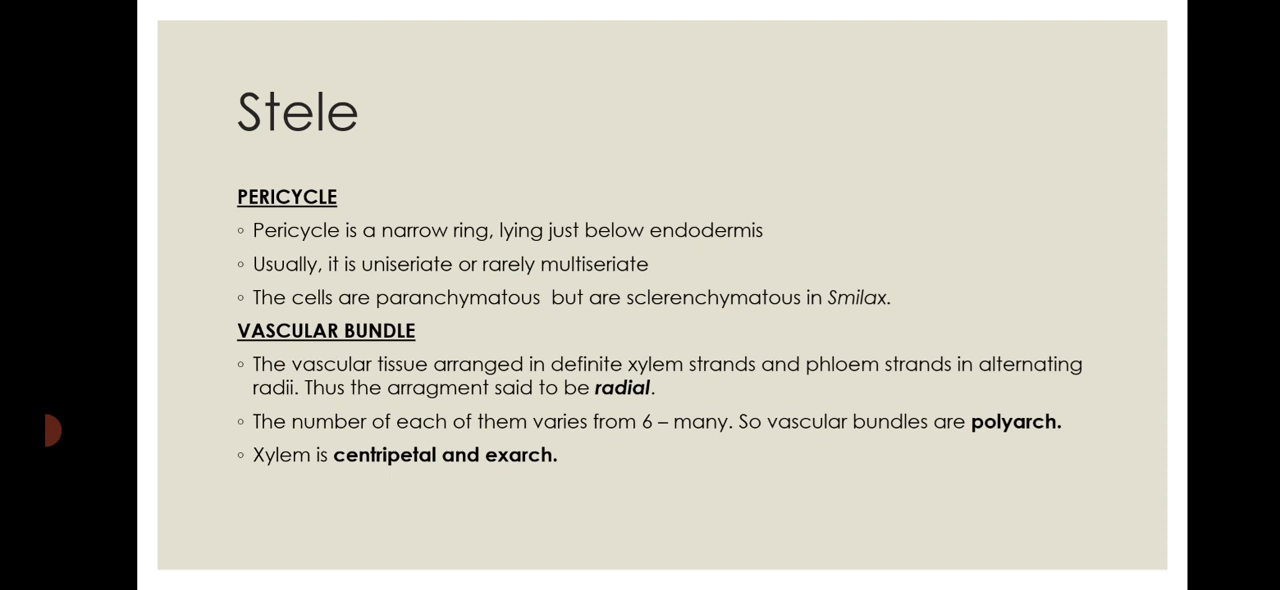 Stele
PERICYCLE
◦ Pericycle is a narrow ring, lying just below endodermis
◦ Usually, it is uniseriate or rarely multiseriate
◦ The cells are paranchymatous  but are sclerenchymatous in Smilax.
VASCULAR BUNDLE
◦ The vascular tissue arranged in definite xylem strands and phloem strands in alternating
radii. Thus the arragment said to be radial.
◦ The number of each of them varies from 6 – many. So vascular bundles are polyarch.
◦ Xylem is centripetal and exarch.